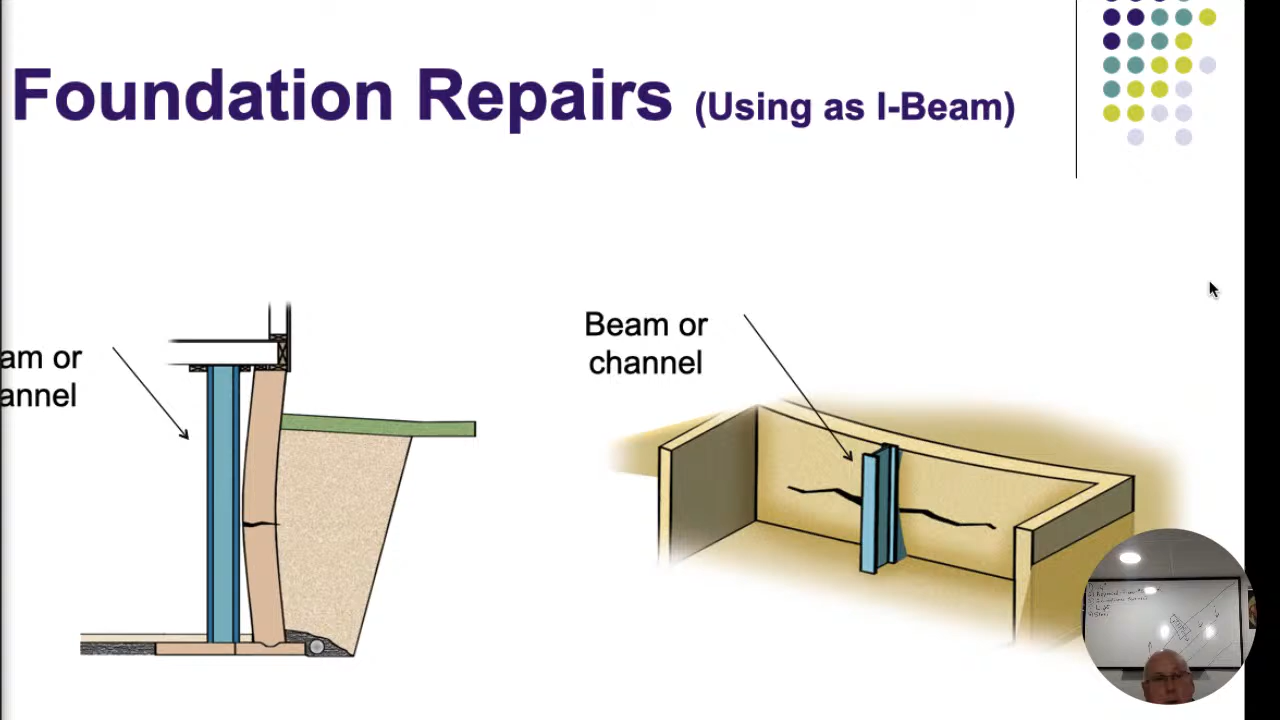 Foundation Repairs (Using as I-Beam)
am or
annel
Beam or
channel